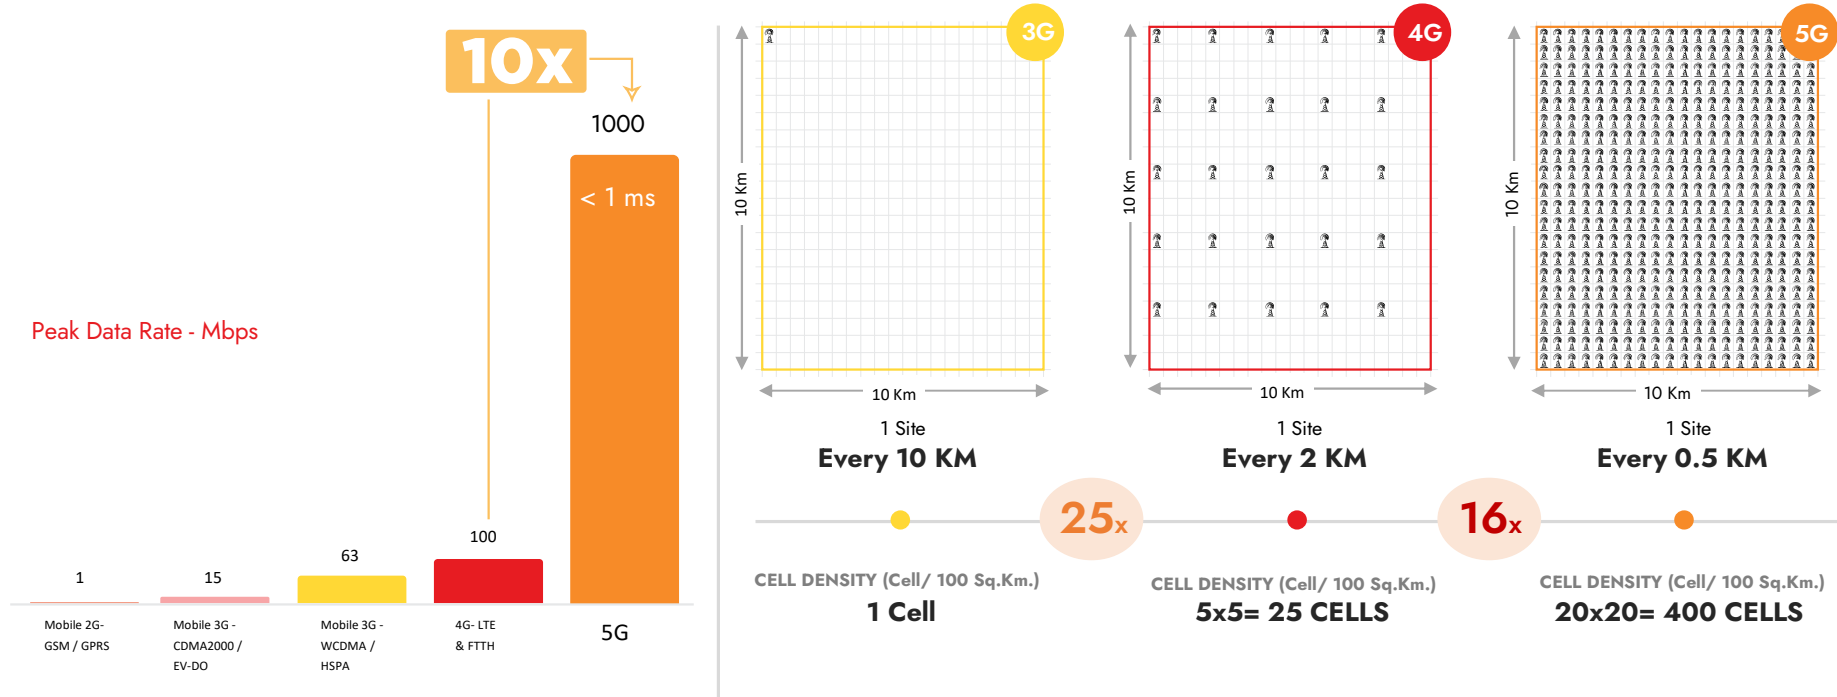 10x
1000
< 1 ms
Peak Data Rate - Mbps
1
15
63
100
Mobile 2G-
GSM / GPRS
Mobile 3G -
CDMA2000 /
EV-DO
Mobile 3G -
WCDMA /
HSPA
4G- LTE
& FTTH
5G
3G
10 Km
10 Km
1 Site
Every 10 KM
4G
10 Km
10 Km
1 Site
Every 2 KM
5G
10 Km
10 Km
1 Site
Every 0.5 KM
25x
16x
CELL DENSITY (Cell/ 100 Sq.Km.)
1 Cell
CELL DENSITY (Cell/ 100 Sq.Km.)
5x5= 25 CELLS
CELL DENSITY (Cell/ 100 Sq.Km.)
20x20= 400 CELLS